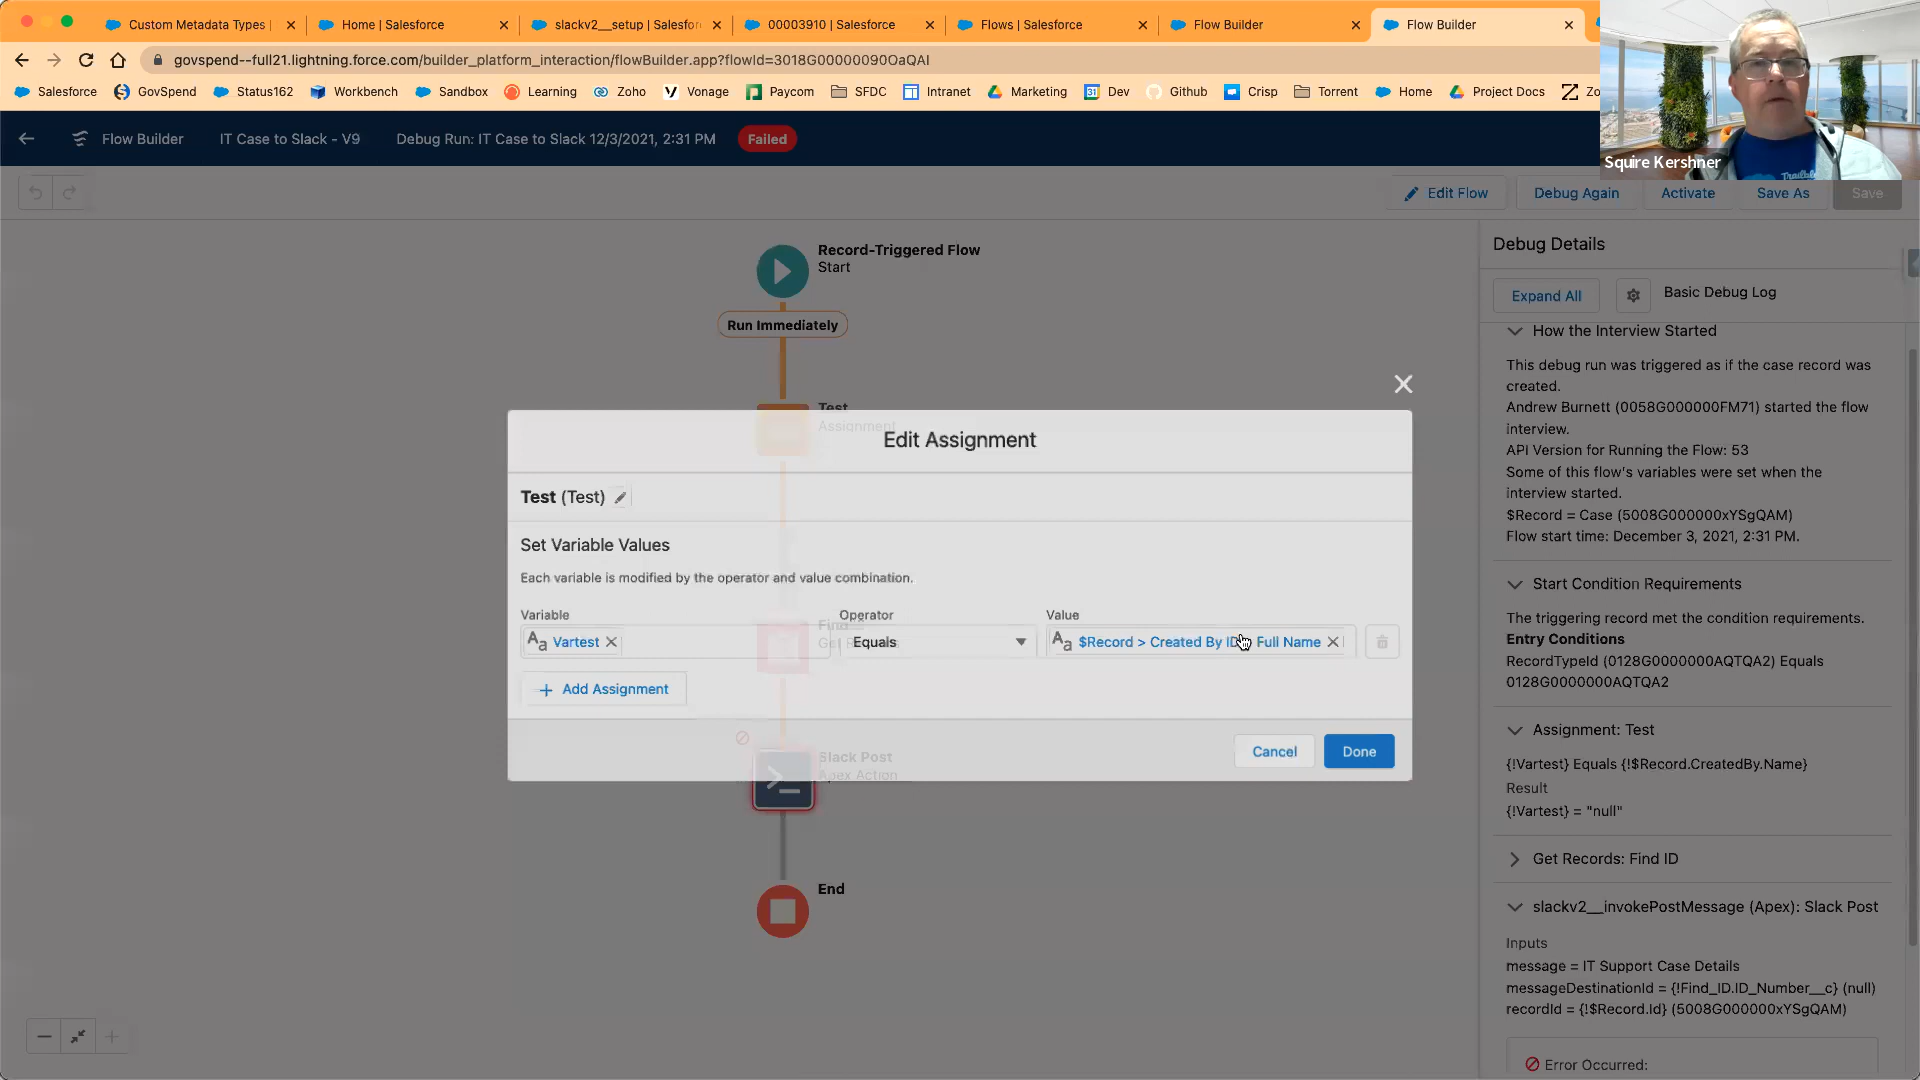 Custom Metadata Types |
Home | Salesforce
slackv2__setup | Salesfor
00003910 | Salesforce
Flows | Salesforce
Flow Builder
Flow Builder
govspend--full21.lightning.force.com/builder_platform_interaction/flowBuilder.app?flowId=3018G00000090OaQAI
Salesforce
GovSpend
Status162
Workbench
Sandbox
Learning
Zoho
Vonage
Paycom
SFDC
Intranet
Marketing
31
Dev
Github
Crisp
Torrent
Home
Project Docs
Zo
Squire Kershner
Flow Builder
IT Case to Slack - V9
Debug Run: IT Case to Slack 12/3/2021, 2:31 PM
Failed
Edit Flow
Debug Again
Activate
Save As
Save
Record-Triggered Flow
Start
Run Immediately
Test
Assignment
Edit Assignment
Test (Test)
Set Variable Values
Each variable is modified by the operator and value combination.
Variable
Operator
Value
Aa Vartest
Equals
Aa $Record > Created By ID Full Name
Add Assignment
Cancel
Done
Slack Post
Apex Action
End
Debug Details
Expand All
Basic Debug Log
How the Interview Started
This debug run was triggered as if the case record was
created.
Andrew Burnett (0058G000000FM71) started the flow
interview.
API Version for Running the Flow: 53
Some of this flow's variables were set when the
interview started.
$Record = Case (5008G000000xYSgQAM)
Flow start time: December 3, 2021, 2:31 PM.
Start Condition Requirements
The triggering record met the condition requirements.
Entry Conditions
RecordTypeId (0128G0000000AQTQA2) Equals
0128G0000000AQTQA2
Assignment: Test
{!Vartest} Equals {!$Record.CreatedBy.Name}
Result
{!Vartest} = "null"
Get Records: Find ID
slackv2__invokePostMessage (Apex): Slack Post
Inputs
message = IT Support Case Details
messageDestinationId = {!Find_ID.ID_Number__c} (null)
recordId = {!$Record.Id} (5008G000000xYSgQAM)
Error Occurred: